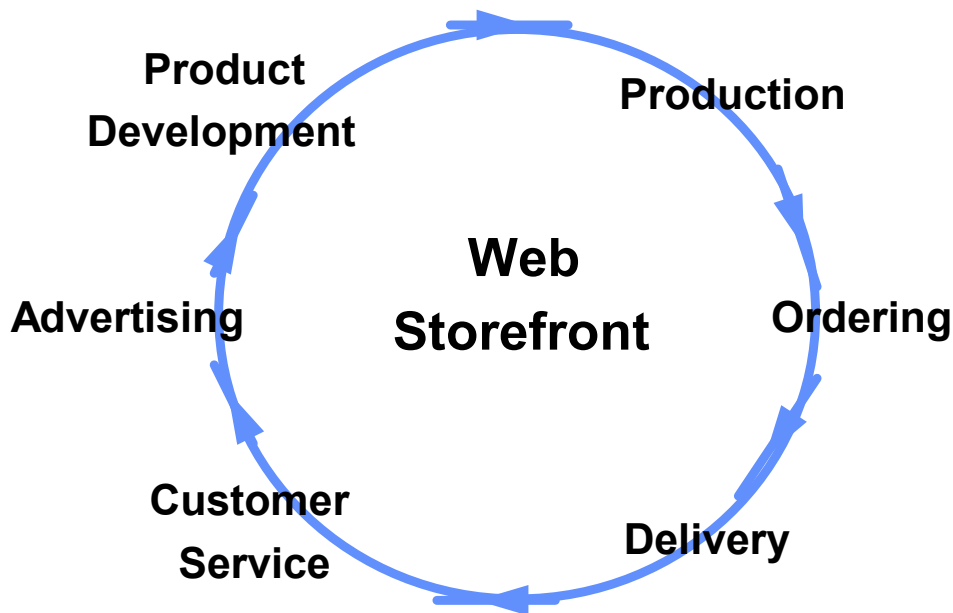 Product
Development
Production
Web
Storefront
Advertising
Ordering
Customer
Service
Delivery